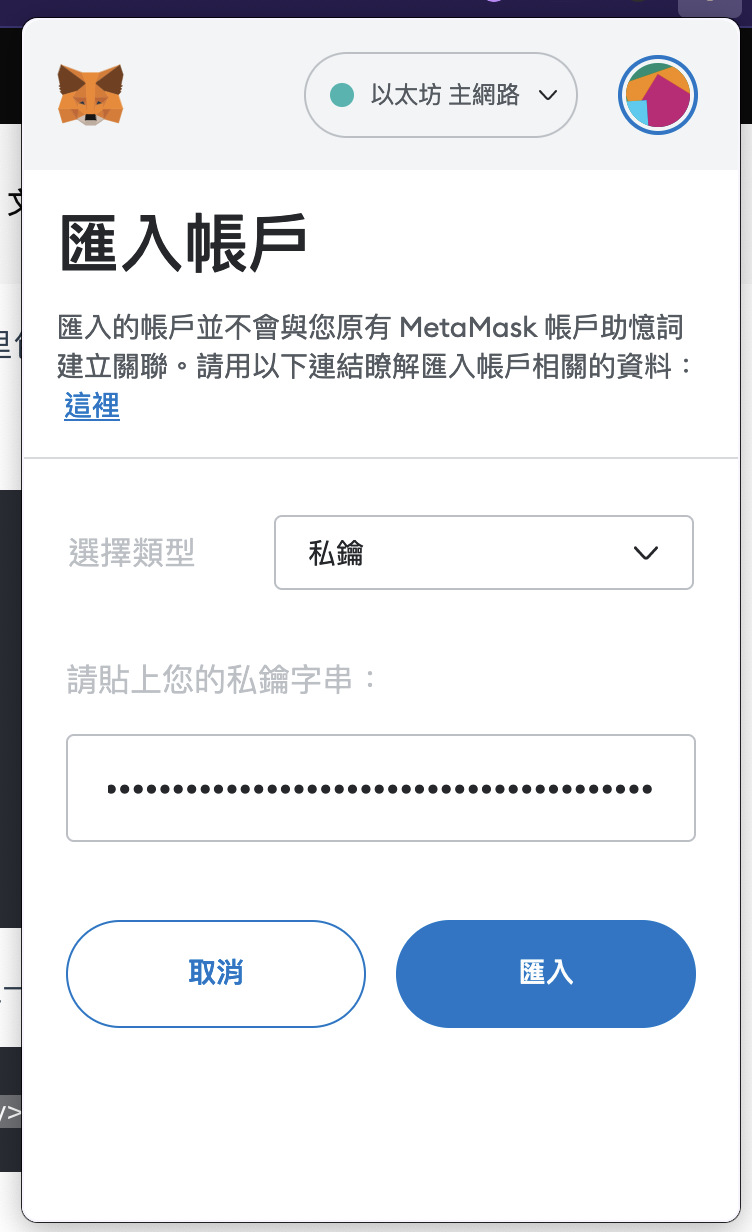 以太坊 主網路
匯入帳戶
匯入的帳戶並不會與您原有 MetaMask 帳戶助憶詞
建立關聯。請用以下連結瞭解匯入帳戶相關的資料：
這裡
選擇類型
私鑰
請貼上您的私鑰字串：
•••••••••••••••••••••••••••••••••••••••••
取消
匯入
/>